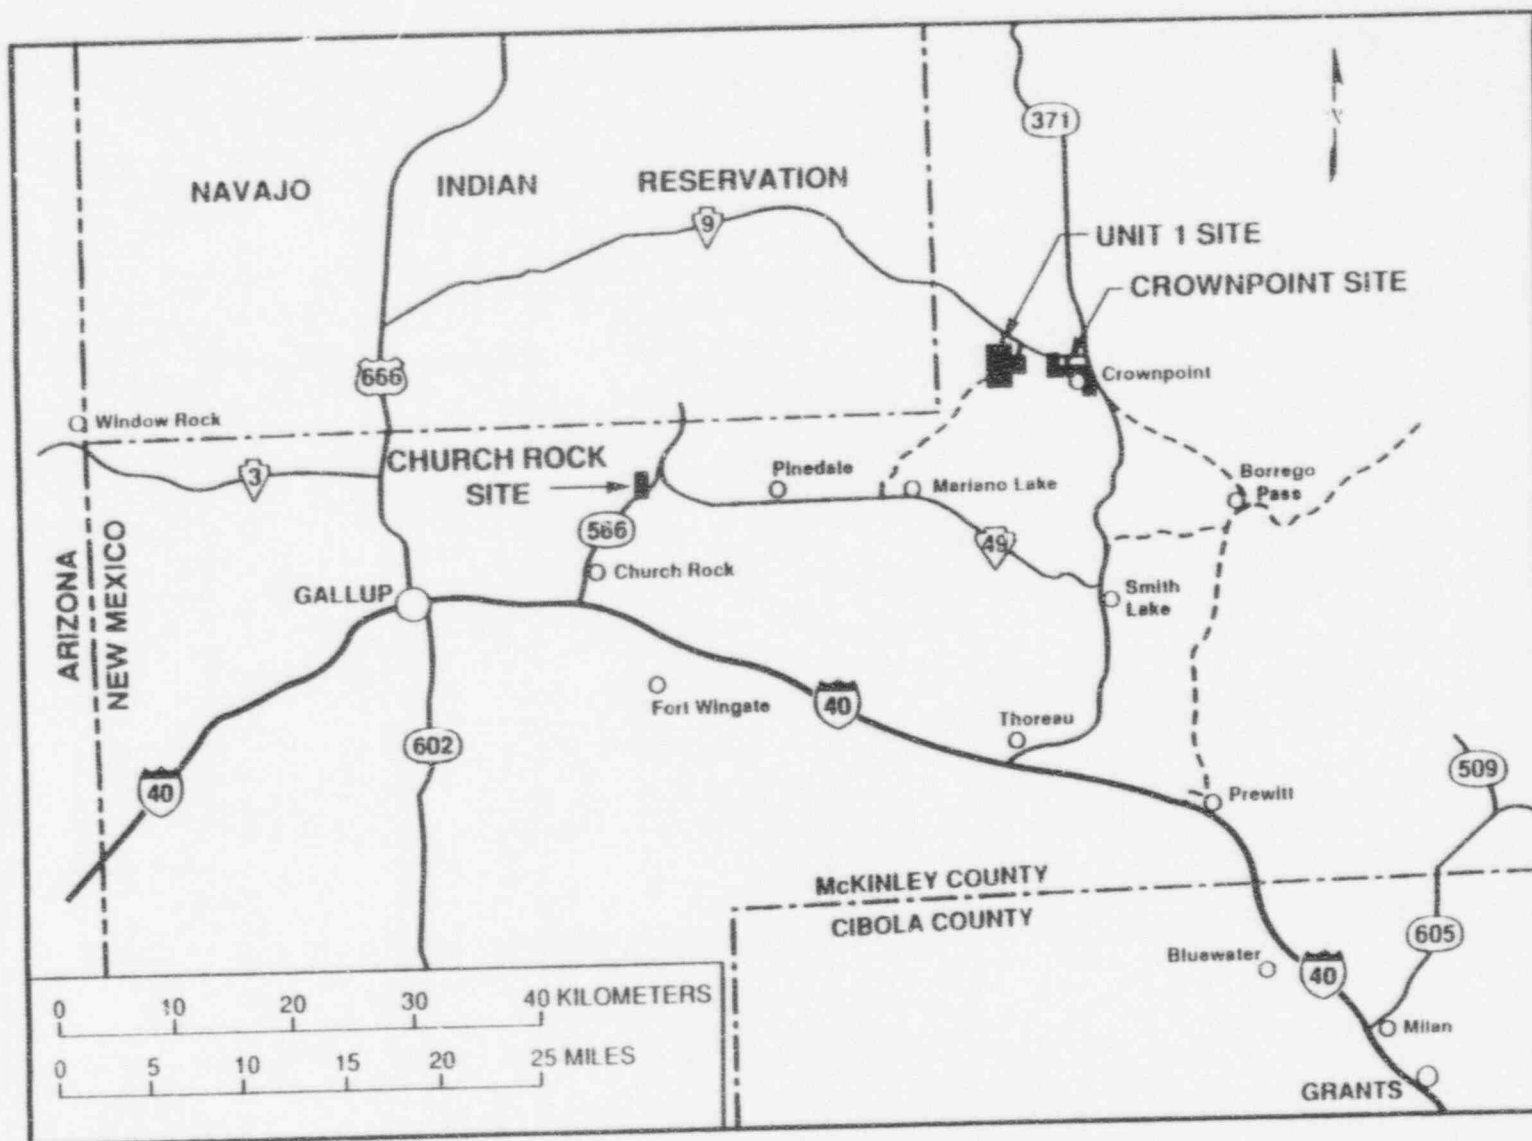 371
NAVAJO INDIAN RESERVATION
9
UNIT 1 SITE
CROWNPOINT SITE
666
Crownpoint
Window Rock
3
CHURCH ROCK
SITE
Pinedale
Mariano Lake
Borrego
Pass
566
49
Church Rock
GALLUP
Smith
Lake
ARIZONA
NEW MEXICO
Fort Wingate
40
Thoreau
602
40
509
Prewitt
McKINLEY COUNTY
CIBOLA COUNTY
605
Bluewater
40
Milan
GRANTS
0 10 20 30 40 KILOMETERS
0 5 10 15 20 25 MILES